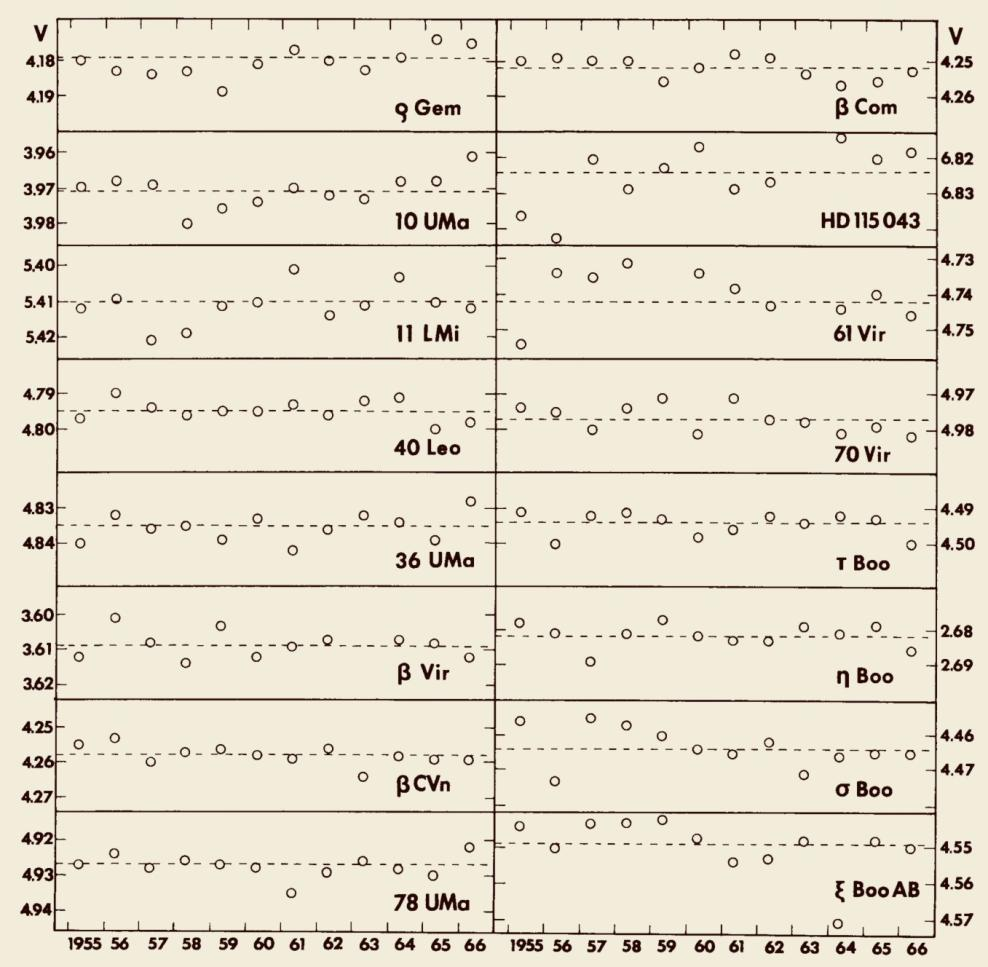 V
4.18
4.19
ϱ Gem
3.96
3.97
3.98
10 UMa
5.40
5.41
5.42
11 LMi
4.79
4.80
40 Leo
4.83
4.84
36 UMa
3.60
3.61
3.62
β Vir
4.25
4.26
4.27
β CVn
4.92
4.93
4.94
78 UMa
1955 56 57 58 59 60 61 62 63 64 65 66
V
4.25
4.26
β Com
6.82
6.83
HD 115 043
4.73
4.74
4.75
61 Vir
4.97
4.98
70 Vir
4.49
4.50
τ Boo
2.68
2.69
η Boo
4.46
4.47
σ Boo
4.55
4.56
4.57
ξ Boo AB
1955 56 57 58 59 60 61 62 63 64 65 66